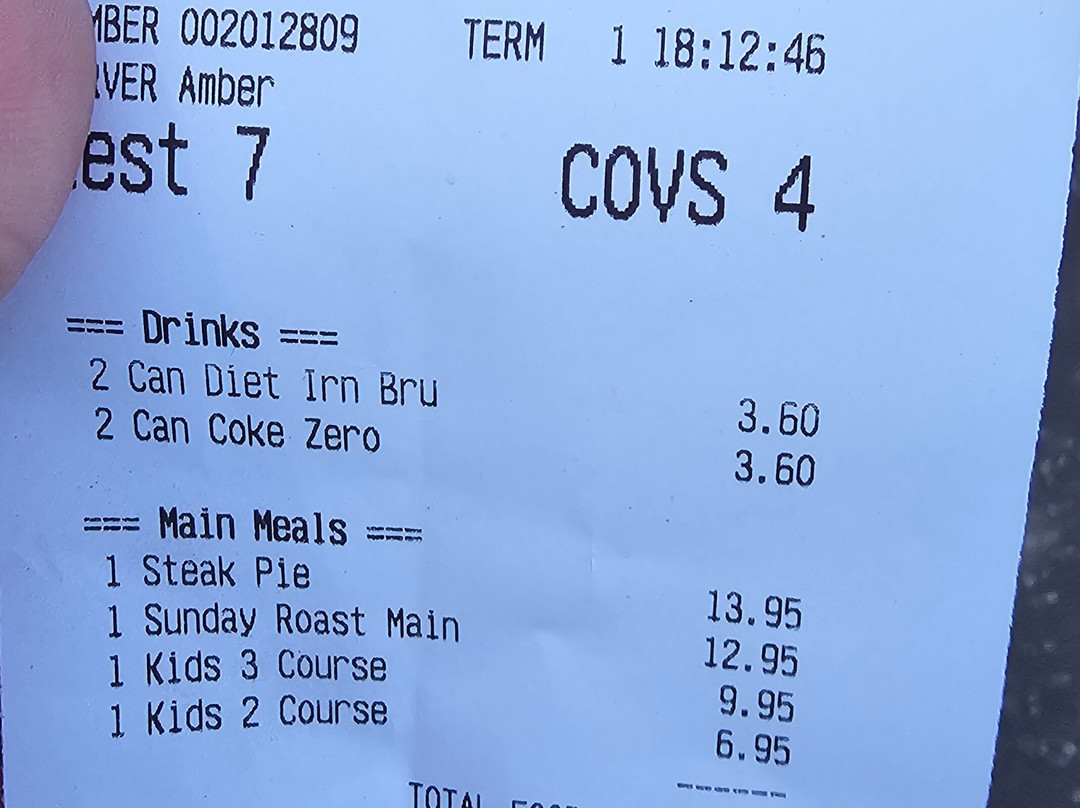 MBER 002012809 TERM 1 18:12:46
RVER Amber
est 7 COVS 4
=== Drinks ===
2 Can Diet Irn Bru 3.60
2 Can Coke Zero 3.60
=== Main Meals ===
1 Steak Pie 13.95
1 Sunday Roast Main 12.95
1 Kids 3 Course 9.95
1 Kids 2 Course 6.95
------
TOTAL